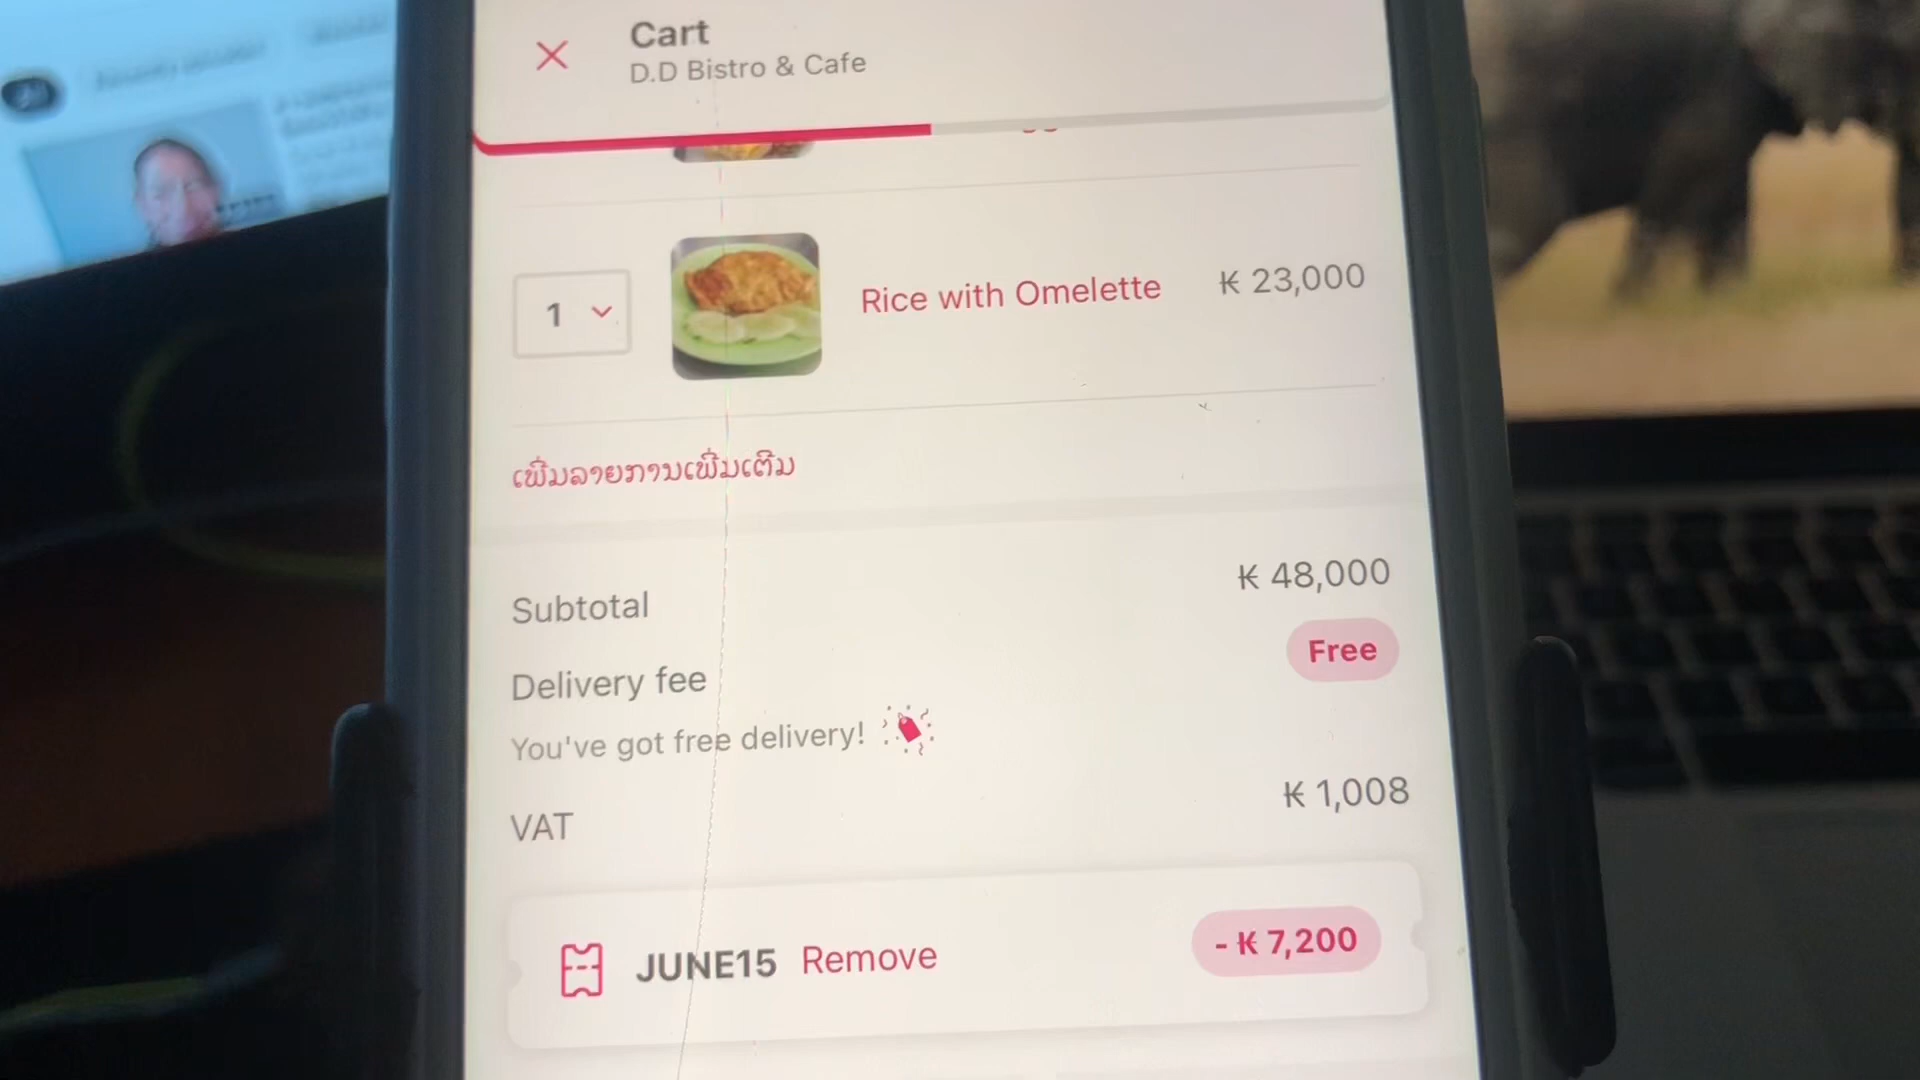 Cart
D.D Bistro & Cafe
1
Rice with Omelette
₭ 23,000
ເພີ່ມລາຍການເພີ່ມເຕີມ
Subtotal
₭ 48,000
Delivery fee
Free
You've got free delivery!
VAT
₭ 1,008
JUNE15 Remove
- ₭ 7,200